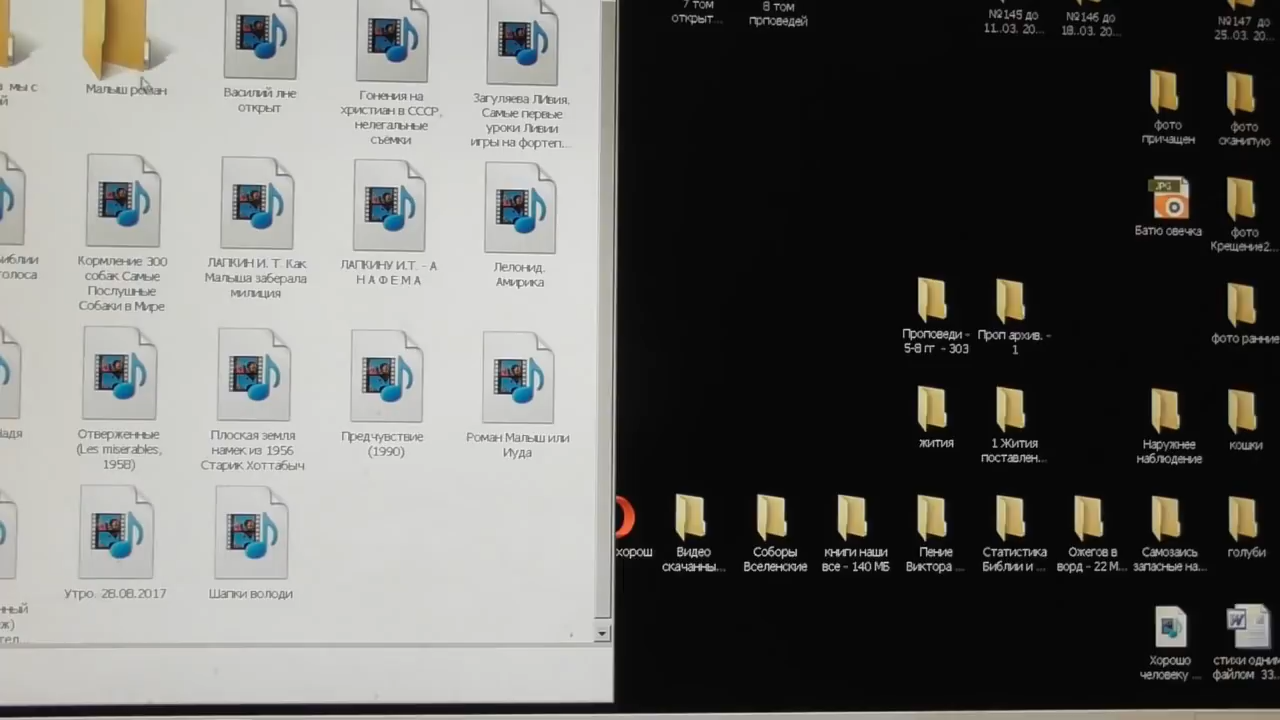 7 том
открыт...
8 том
прповедей
№145 до
11..03. 20...
№146 до
18..03. 20...
№147 до
25..03. 20...
мы с
Малыш роман
Василий лне
открыт
Гонения на
христиан в СССР,
нелегальные
съёмки
Загуляева Ливия.
Самые первые
уроки Ливии
игры на фортеп...
фото
причащен
фото
сканипую
JPG
Батю овечка
фото
Крещение2...
Кормление 300
собак Самые
Послушные
Собаки в Мире
ЛАПКИН И. Т. Как
Малыша заберала
милиция
ЛАПКИНУ И.Т. - А
Н А Ф Е М А
Лелонид.
Амирика
Проповеди -
5-8 гг - 303
Проп архив. -
1
фото ранние
Отверженные
(Les miserables,
1958)
Плоская земля
намек из 1956
Старик Хоттабыч
Предчувствие
(1990)
Роман Малыш или
Иуда
жития
1 Жития
поставлен...
Наружнее
наблюдение
кошки
Утро. 28.08.2017
Шапки володи
хорош
Видео
скачанны...
Соборы
Вселенские
книги наши
все - 140 МБ
Пение
Виктора ...
Статистика
Библии и ...
Ожегов в
ворд - 22 М...
Самозаись
запасные на...
голуби
Хорошо
человеку ...
W
стихи одним
файлом 33...